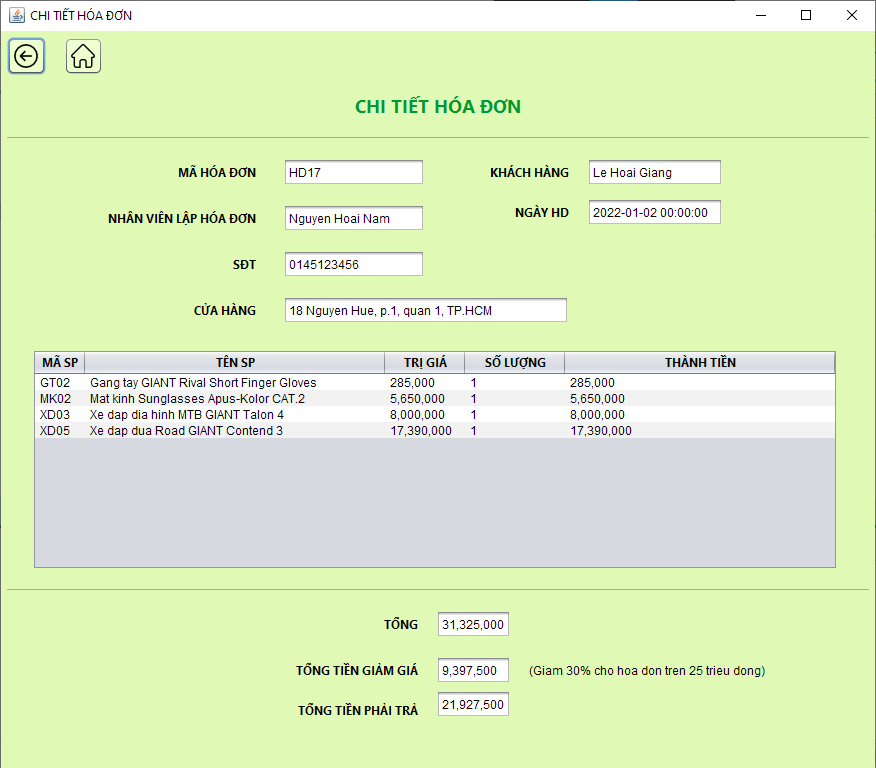 CHI TIẾT HÓA ĐƠN
CHI TIẾT HÓA ĐƠN
MÃ HÓA ĐƠN HD17 KHÁCH HÀNG Le Hoai Giang
NHÂN VIÊN LẬP HÓA ĐƠN Nguyen Hoai Nam NGÀY HD 2022-01-02 00:00:00
SĐT 0145123456
CỬA HÀNG 18 Nguyen Hue, p.1, quan 1, TP.HCM
MÃ SP TÊN SP TRỊ GIÁ SỐ LƯỢNG THÀNH TIỀN
GT02 Gang tay GIANT Rival Short Finger Gloves 285,000 1 285,000
MK02 Mat kinh Sunglasses Apus-Kolor CAT.2 5,650,000 1 5,650,000
XD03 Xe dap dia hinh MTB GIANT Talon 4 8,000,000 1 8,000,000
XD05 Xe dap dua Road GIANT Contend 3 17,390,000 1 17,390,000
TỔNG 31,325,000
TỔNG TIỀN GIẢM GIÁ 9,397,500 (Giam 30% cho hoa don tren 25 trieu dong)
TỔNG TIỀN PHẢI TRẢ 21,927,500